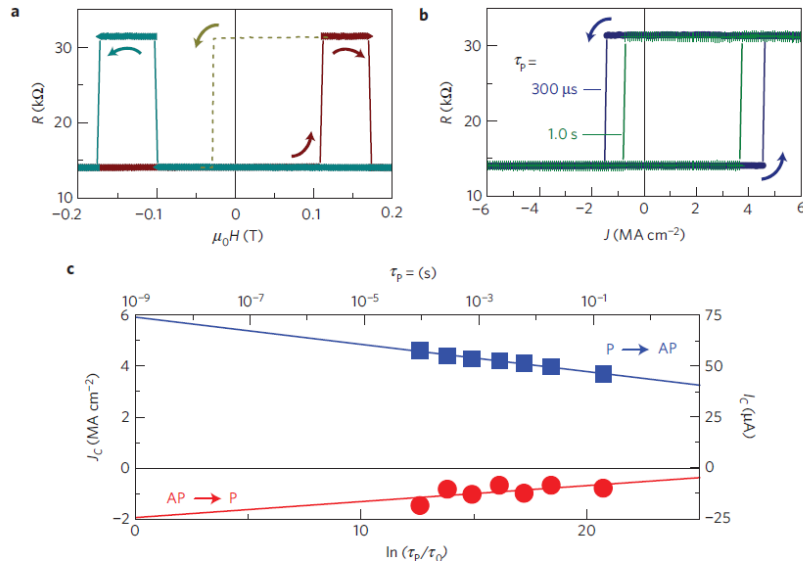 a
R (kΩ)
30
20
10
−0.2
−0.1
0
0.1
0.2
μ₀H (T)
b
R (kΩ)
30
20
10
τP =
300 μs
1.0 s
−6
−4
−2
0
2
4
6
J (MA cm⁻²)
c
τP = (s)
10⁻⁹
10⁻⁷
10⁻⁵
10⁻³
10⁻¹
JC (MA cm⁻²)
6
4
2
0
−2
P → AP
AP → P
75
50
25
0
−25
IC (μA)
0
10
20
ln (τP/τ0)